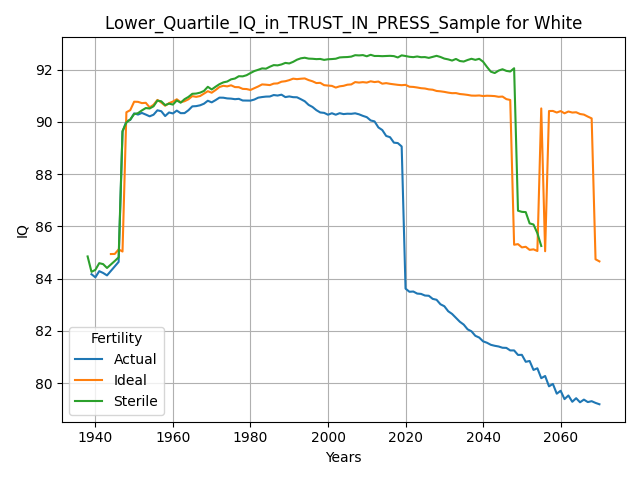 Lower_Quartile_IQ_in_TRUST_IN_PRESS_Sample for White
IQ
92
90
88
86
84
82
80
Fertility
Actual
Ideal
Sterile
1940 1960 1980 2000 2020 2040 2060
Years